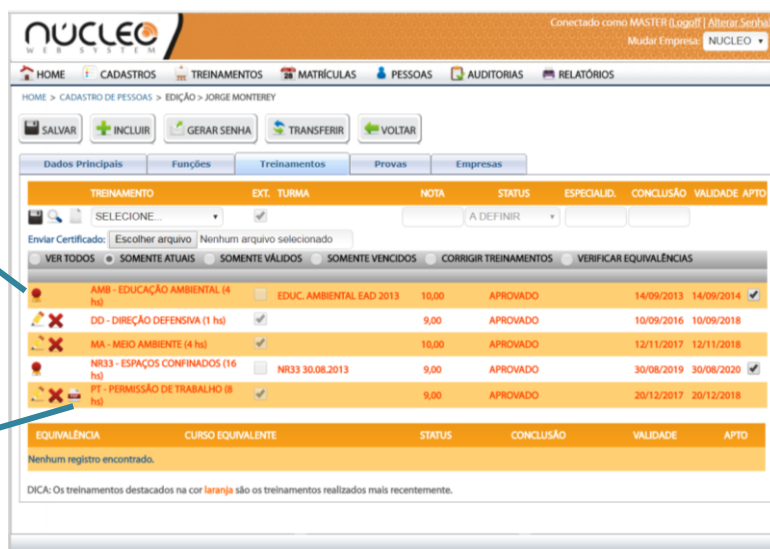 NÚCLEO
WEB SYSTEM
Conectado como MASTER (Logoff | Alterar Senha)
Mudar Empresa: NUCLEO
HOME CADASTROS TREINAMENTOS MATRÍCULAS PESSOAS AUDITORIAS RELATÓRIOS
HOME > CADASTRO DE PESSOAS > EDIÇÃO > JORGE MONTEREY
SALVAR INCLUIR GERAR SENHA TRANSFERIR VOLTAR
Dados Principais Funções Treinamentos Provas Empresas
TREINAMENTO EXT. TURMA NOTA STATUS ESPECIALID. CONCLUSÃO VALIDADE APTO
SELECIONE... A DEFINIR
Enviar Certificado: Escolher arquivo Nenhum arquivo selecionado
VER TODOS SOMENTE ATUAIS SOMENTE VÁLIDOS SOMENTE VENCIDOS CORRIGIR TREINAMENTOS VERIFICAR EQUIVALÊNCIAS
AMB - EDUCAÇÃO AMBIENTAL (4 hs) EDUC. AMBIENTAL EAD 2013 10,00 APROVADO 14/09/2013 14/09/2014
DD - DIREÇÃO DEFENSIVA (1 hs) 9,00 APROVADO 10/09/2016 10/09/2018
MA - MEIO AMBIENTE (4 hs) 10,00 APROVADO 12/11/2017 12/11/2018
NR33 - ESPAÇOS CONFINADOS (16 hs) NR33 30.08.2013 9,00 APROVADO 30/08/2019 30/08/2020
PT - PERMISSÃO DE TRABALHO (8 hs) 9,00 APROVADO 20/12/2017 20/12/2018
EQUIVALÊNCIA CURSO EQUIVALENTE STATUS CONCLUSÃO VALIDADE APTO
Nenhum registro encontrado.
DICA: Os treinamentos destacados na cor laranja são os treinamentos realizados mais recentemente.